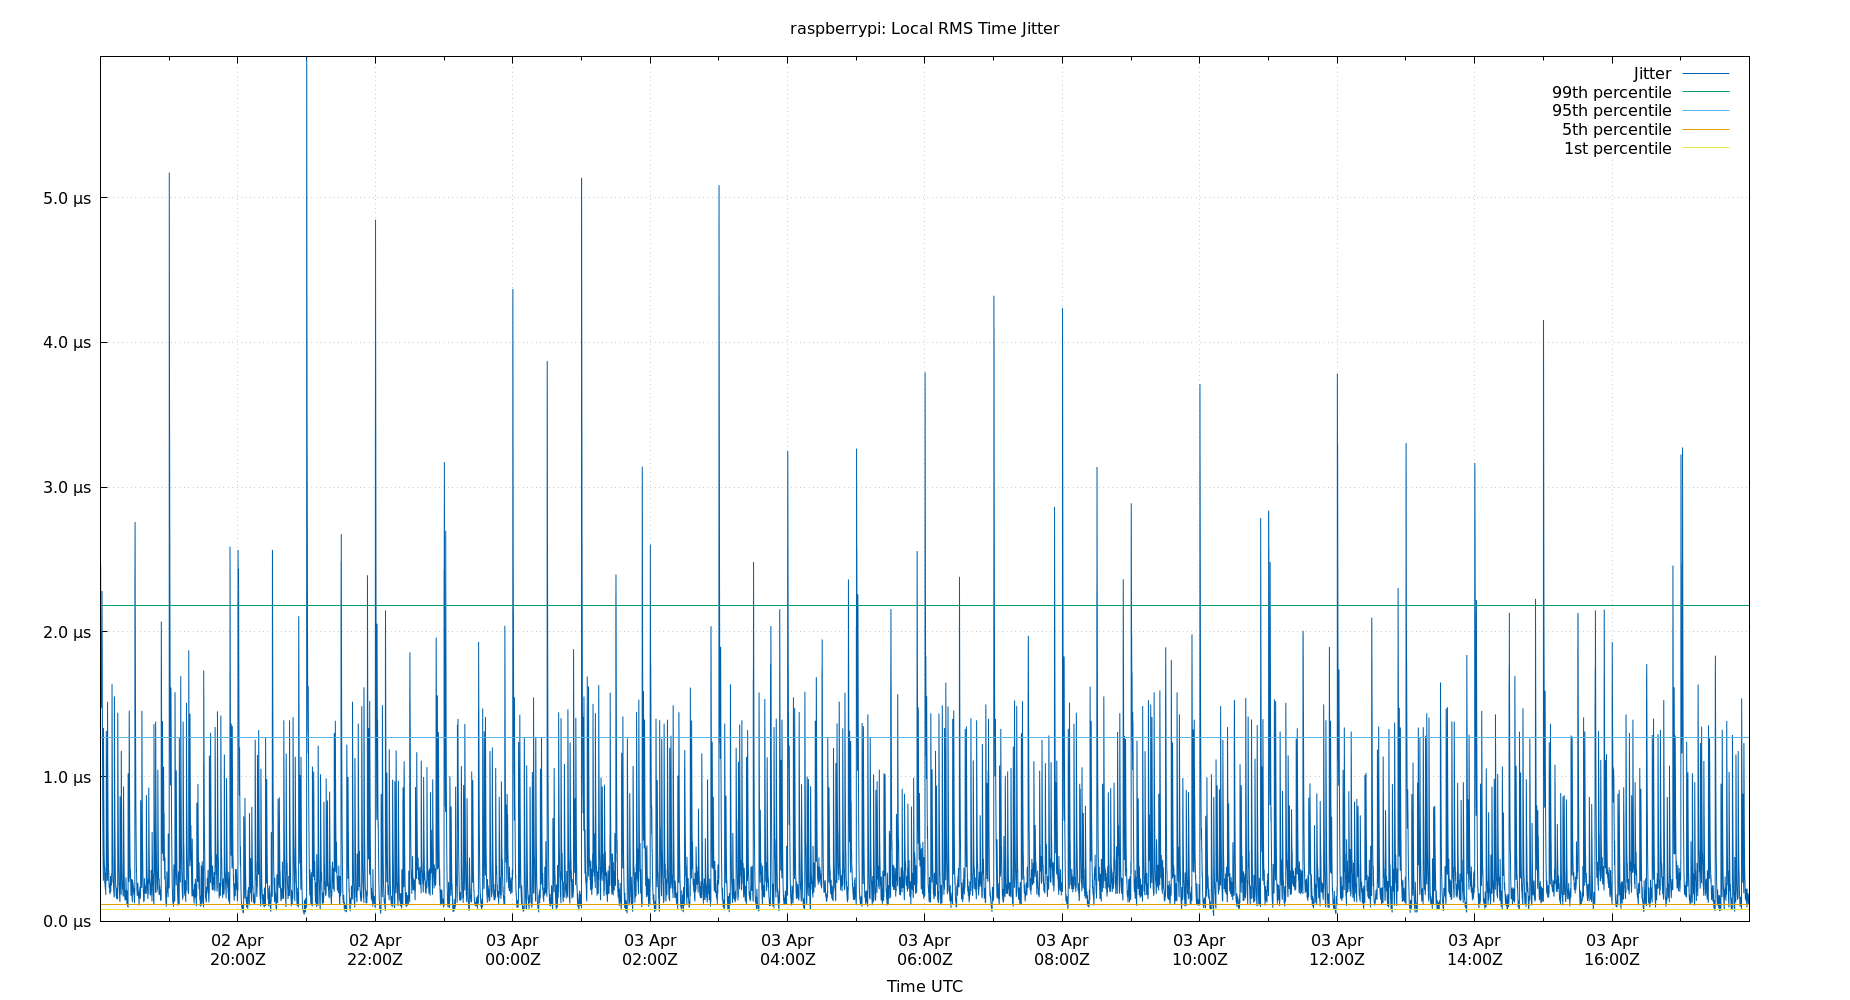 raspberrypi: Local RMS Time Jitter
Jitter
99th percentile
95th percentile
5th percentile
1st percentile
5.0 µs
4.0 µs
3.0 µs
2.0 µs
1.0 µs
0.0 µs
02 Apr 02 Apr 03 Apr 03 Apr 03 Apr 03 Apr 03 Apr 03 Apr 03 Apr 03 Apr 03 Apr
20:00Z 22:00Z 00:00Z 02:00Z 04:00Z 06:00Z 08:00Z 10:00Z 12:00Z 14:00Z 16:00Z
Time UTC